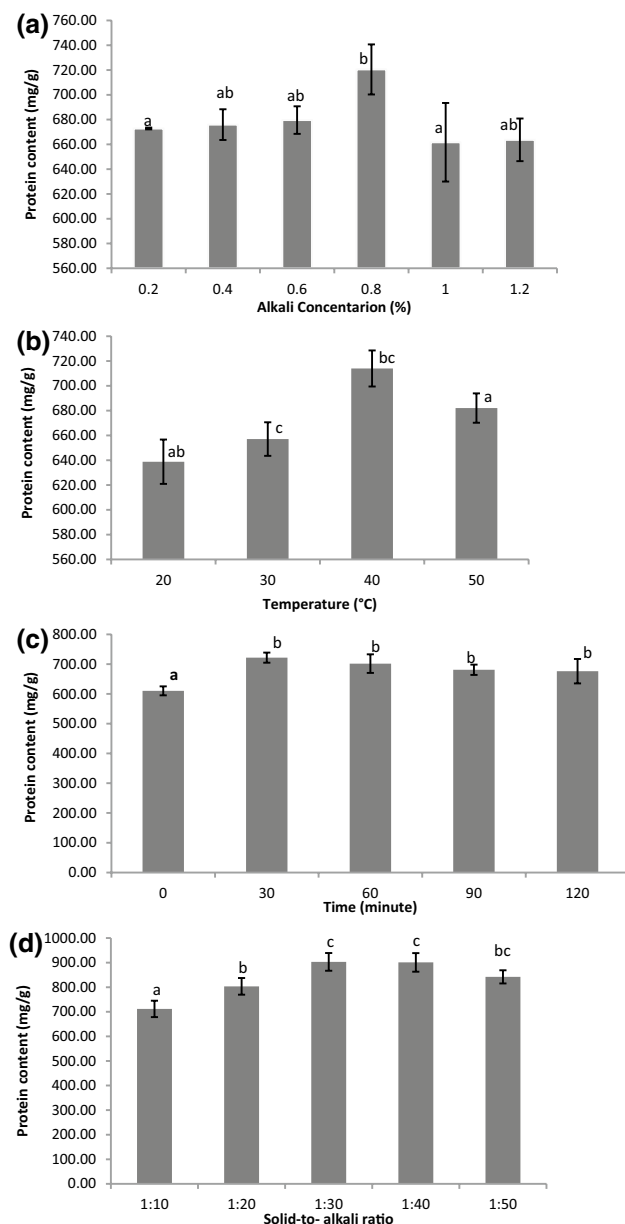 (a)
760.00
740.00
720.00
700.00
680.00
660.00
640.00
620.00
600.00
580.00
560.00
Protein content (mg/g)
a
ab
ab
b
a
ab
0.2 0.4 0.6 0.8 1 1.2
Alkali Concentarion (%)
(b)
740.00
720.00
700.00
680.00
660.00
640.00
620.00
600.00
580.00
560.00
Protein content (mg/g)
ab
c
bc
a
20 30 40 50
Temperature (°C)
(c)
800.00
700.00
600.00
500.00
400.00
300.00
200.00
100.00
0.00
Protein content (mg/g)
a
b
b
b
b
0 30 60 90 120
Time (minute)
(d)
1000.00
900.00
800.00
700.00
600.00
500.00
400.00
300.00
200.00
100.00
0.00
Protein content (mg/g)
a
b
c
c
bc
1:10 1:20 1:30 1:40 1:50
Solid-to- alkali ratio